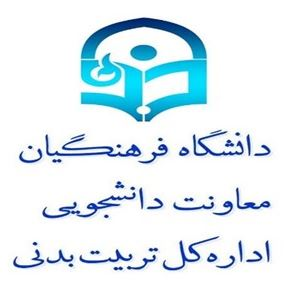 دانشگاه فرهنگیان
معاونت دانشجویی
اداره کل تربیت بدنی